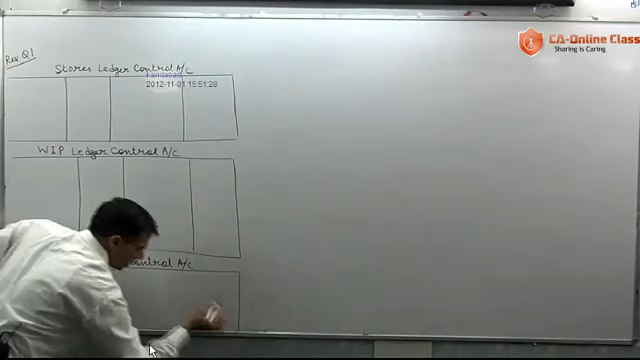 Rev Q.1
Stores Ledger Control A/C
Faridabad
2012-11-01 15:51:28
CA-Online Class
Sharing is Caring
WIP Ledger Control A/C
Control A/C